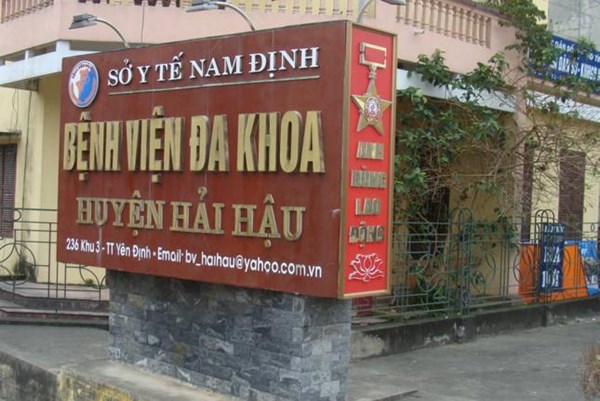 SỞ Y TẾ NAM ĐỊNH
BỆNH VIỆN ĐA KHOA
HUYỆN HẢI HẬU
236 Khu 3 - TT Yên Định • Email: bv_haihau@yahoo.com.vn
ANH
HÙNG
LAO
ĐỘNG